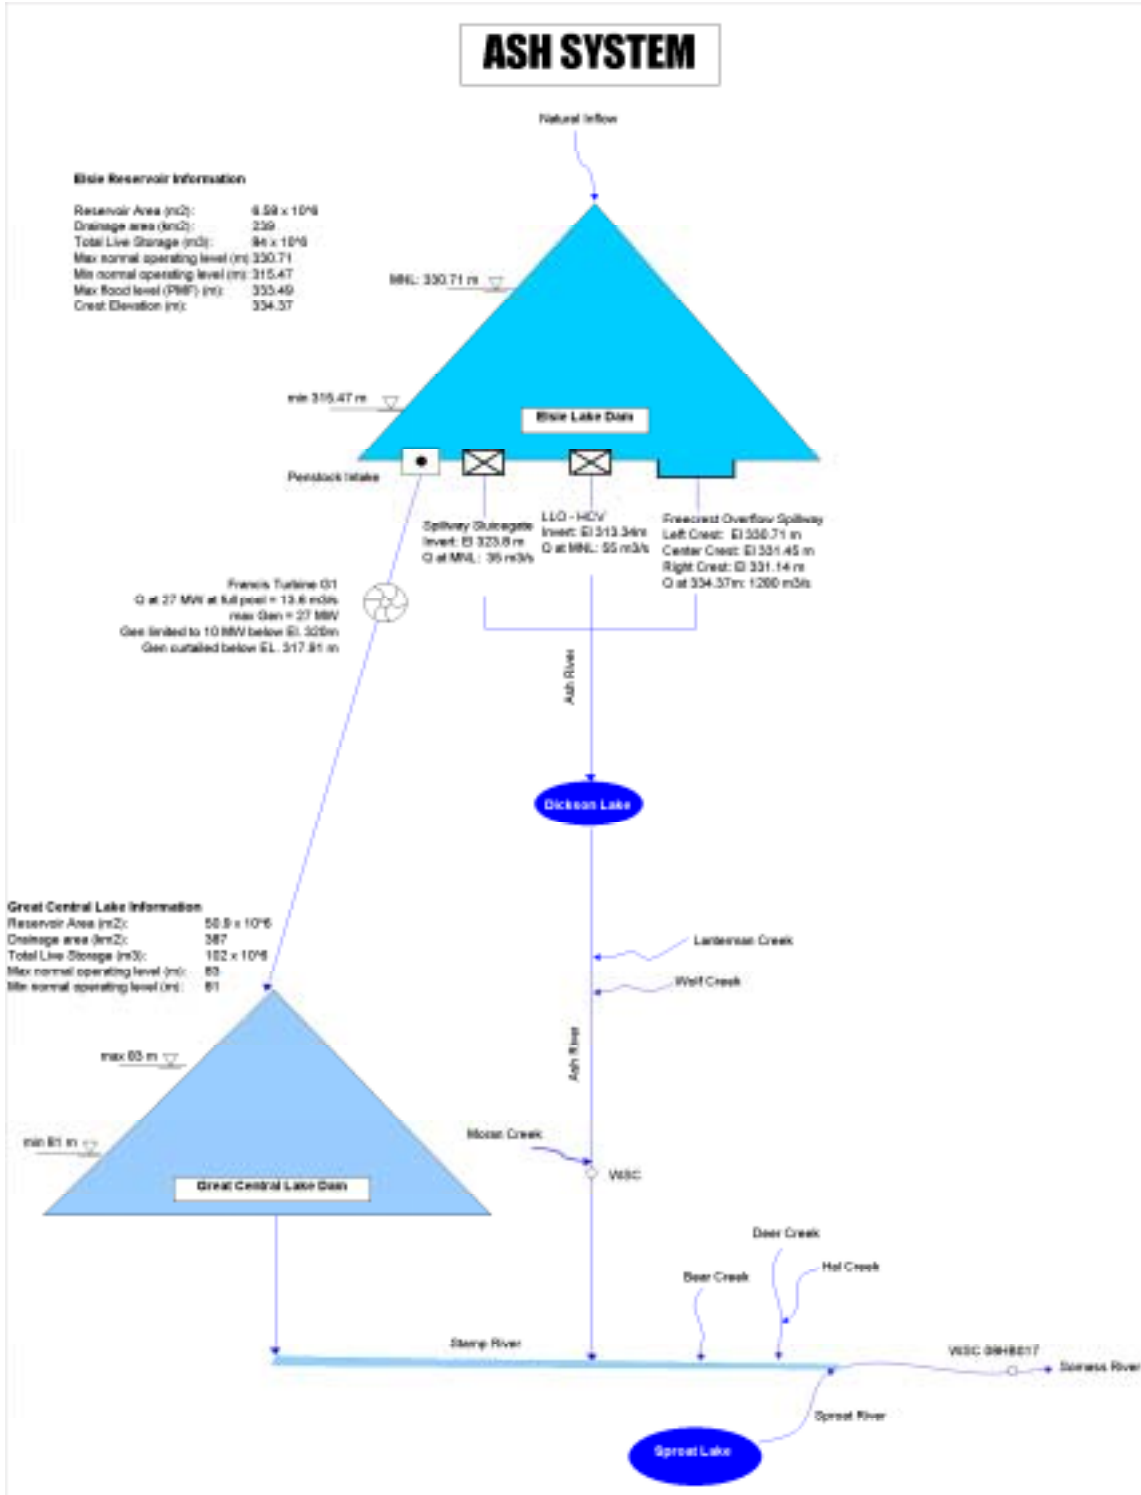 ASH SYSTEM
Natural Inflow
Elsie Reservoir Information
Reservoir Area (m2): 6.59 x 10^6
Drainage area (km2): 239
Total Live Storage (m3): 94 x 10^6
Max normal operating level (m) 330.71
Min normal operating level (m): 315.47
Max flood level (PMF) (m): 333.49
Crest Elevation (m): 334.37
MNL: 330.71 m
min 315.47 m
Elsie Lake Dam
Penstock Intake
Spillway Sluicegate
Invert: El 323.8 m
Q at MNL: 35 m3/s
LLO - HCV
Invert: El 313.34m
Q at MNL: 55 m3/s
Freecrest Overflow Spillway
Left Crest: El 330.71 m
Center Crest: El 331.45 m
Right Crest: El 331.14 m
Q at 334.37m: 1200 m3/s
Francis Turbine G1
Q at 27 MW at full pool = 13.6 m3/s
max Gen = 27 MW
Gen limited to 10 MW below El. 320m
Gen curtailed below EL. 317.91 m
Ash River
Dickson Lake
Great Central Lake Information
Reservoir Area (m2): 50.9 x 10^6
Drainage area (km2): 387
Total Live Storage (m3): 102 x 10^6
Max normal operating level (m): 83
Min normal operating level (m): 81
Lanterman Creek
Wolf Creek
Ash River
max 83 m
min 81 m
Moran Creek
WSC
Great Central Lake Dam
Deer Creek
Hal Creek
Bear Creek
Stamp River
WSC 08HB017
Somass River
Sproat River
Sproat Lake